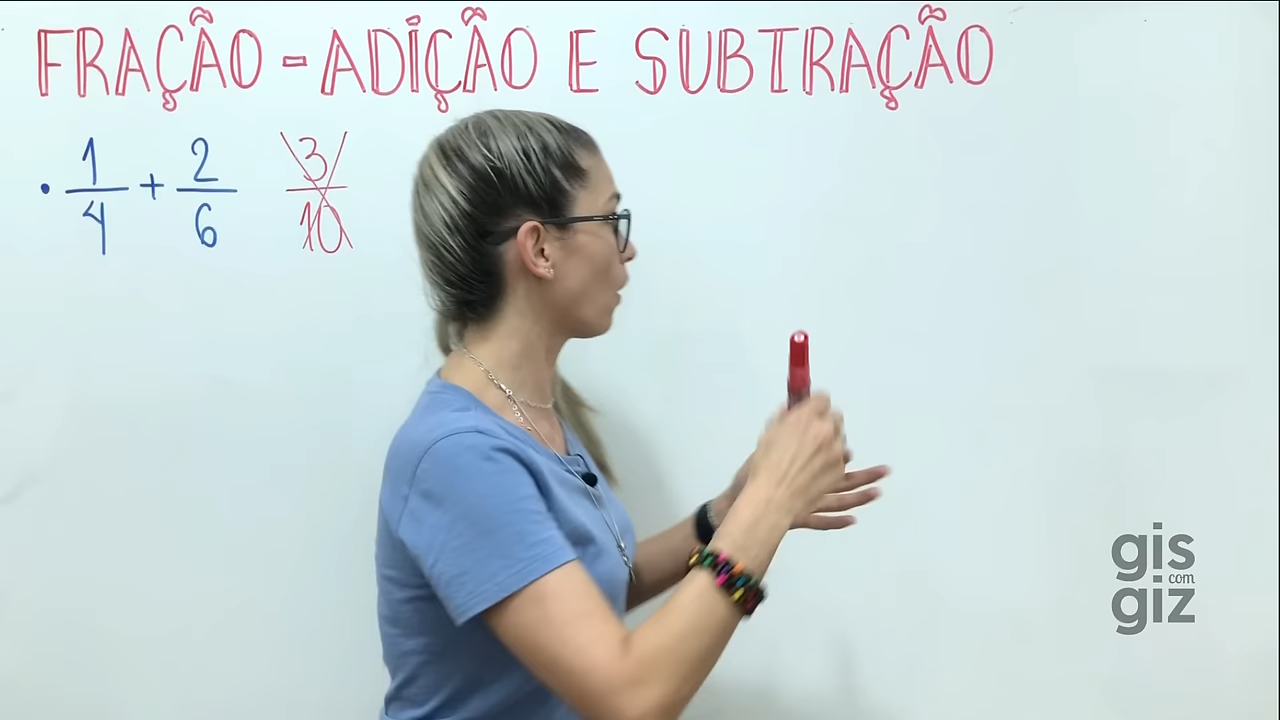 FRAÇÃO - ADIÇÃO E SUBTRAÇÃO
• 1/4 + 2/6 3/10
gis
com
giz